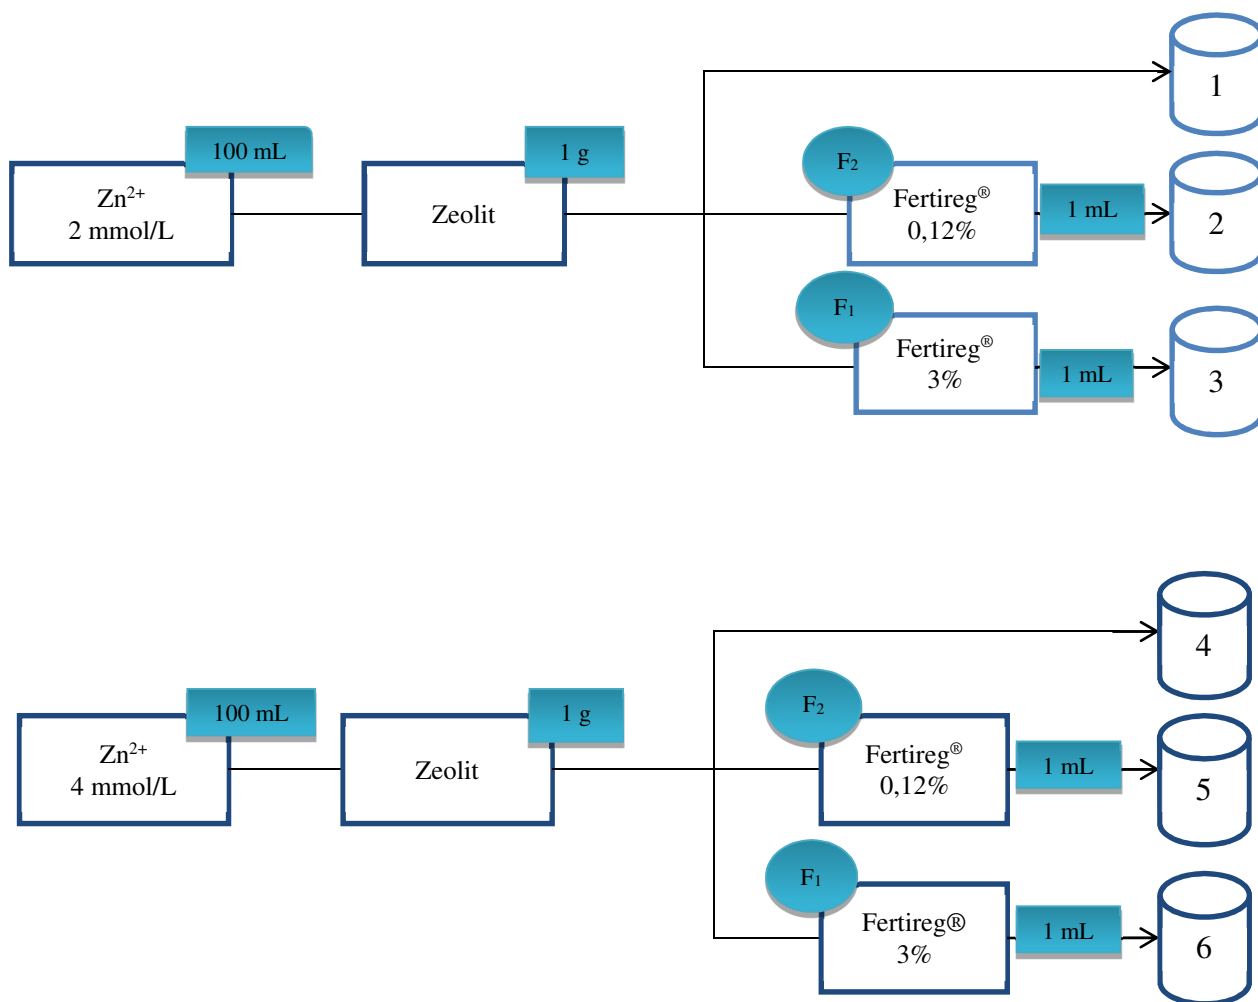 1
100 mL
1 g
F₂
Zn²⁺
2 mmol/L
Zeolit
Fertireg®
0,12%
1 mL
2
F₁
Fertireg®
3%
1 mL
3
4
100 mL
1 g
F₂
Zn²⁺
4 mmol/L
Zeolit
Fertireg®
0,12%
1 mL
5
F₁
Fertireg®
3%
1 mL
6